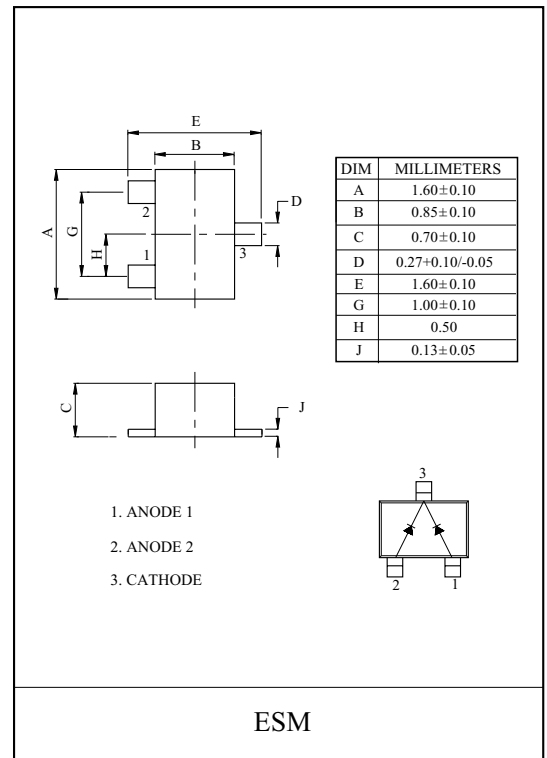 E
B
A
G
H
2
1
D
3
DIM MILLIMETERS
A 1.60±0.10
B 0.85±0.10
C 0.70±0.10
D 0.27+0.10/-0.05
E 1.60±0.10
G 1.00±0.10
H 0.50
J 0.13±0.05
C
J
1. ANODE 1
2. ANODE 2
3. CATHODE
3
2 1
ESM